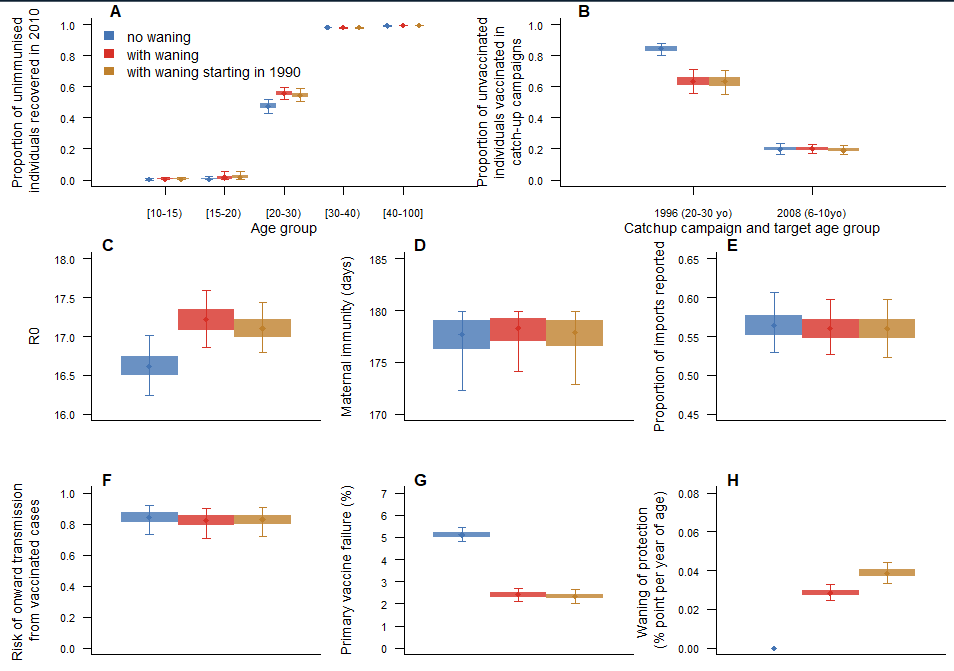 A
Proportion of unimmunised
individuals recovered in 2010
1.0
0.8
0.6
0.4
0.2
0.0
no waning
with waning
with waning starting in 1990
[10-15)
[15-20)
[20-30)
[30-40)
[40-100]
Age group
B
Proportion of unvaccinated
individuals vaccinated in
catch-up campaigns
1.0
0.8
0.6
0.4
0.2
0.0
1996 (20-30 yo)
2008 (6-10yo)
Catchup campaign and target age group
C
R0
18.0
17.5
17.0
16.5
16.0
D
Maternal immunity (days)
185
180
175
170
E
Proportion of imports reported
0.65
0.60
0.55
0.50
0.45
F
Risk of onward transmission
from vaccinated cases
1.0
0.8
0.6
0.4
0.2
0.0
G
Primary vaccine failure (%)
7
6
5
4
3
2
1
0
H
Waning of protection
(% point per year of age)
0.08
0.06
0.04
0.02
0.00